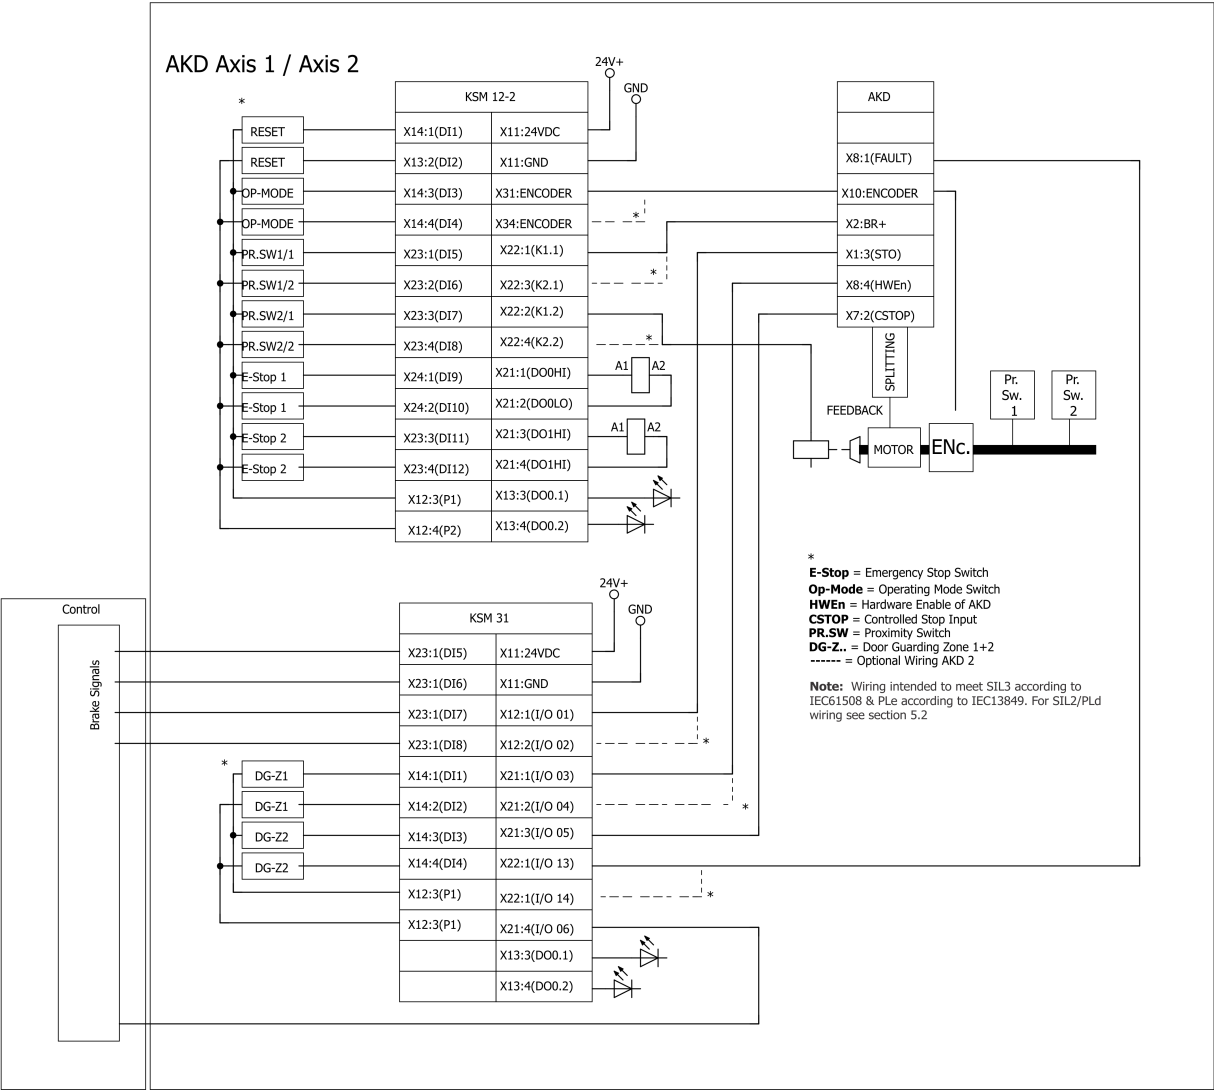 AKD Axis 1 / Axis 2
24V+
GND
*
KSM 12-2
AKD
RESET
X14:1(DI1)
X11:24VDC
RESET
X13:2(DI2)
X11:GND
X8:1(FAULT)
OP-MODE
X14:3(DI3)
X31:ENCODER
X10:ENCODER
OP-MODE
X14:4(DI4)
X34:ENCODER
*
X2:BR+
PR.SW1/1
X23:1(DI5)
X22:1(K1.1)
X1:3(STO)
PR.SW1/2
X23:2(DI6)
X22:3(K2.1)
*
X8:4(HWEn)
PR.SW2/1
X23:3(DI7)
X22:2(K1.2)
X7:2(CSTOP)
PR.SW2/2
X23:4(DI8)
X22:4(K2.2)
*
SPLITTING
E-Stop 1
X24:1(DI9)
X21:1(DO0HI)
A1
A2
E-Stop 1
X24:2(DI10)
X21:2(DO0LO)
FEEDBACK
Pr.
Sw.
1
Pr.
Sw.
2
E-Stop 2
X23:3(DI11)
X21:3(DO1HI)
A1
A2
MOTOR
ENc.
E-Stop 2
X23:4(DI12)
X21:4(DO1HI)
X12:3(P1)
X13:3(DO0.1)
X12:4(P2)
X13:4(DO0.2)
*
E-Stop = Emergency Stop Switch
Op-Mode = Operating Mode Switch
HWEn = Hardware Enable of AKD
CSTOP = Controlled Stop Input
PR.SW = Proximity Switch
DG-Z.. = Door Guarding Zone 1+2
------ = Optional Wiring AKD 2
Note: Wiring intended to meet SIL3 according to
IEC61508 & PLe according to IEC13849. For SIL2/PLd
wiring see section 5.2
24V+
GND
Control
Brake Signals
KSM 31
X23:1(DI5)
X11:24VDC
X23:1(DI6)
X11:GND
X23:1(DI7)
X12:1(I/O 01)
X23:1(DI8)
X12:2(I/O 02)
*
*
DG-Z1
X14:1(DI1)
X21:1(I/O 03)
DG-Z1
X14:2(DI2)
X21:2(I/O 04)
*
DG-Z2
X14:3(DI3)
X21:3(I/O 05)
DG-Z2
X14:4(DI4)
X22:1(I/O 13)
X12:3(P1)
X22:1(I/O 14)
*
X12:3(P1)
X21:4(I/O 06)
X13:3(DO0.1)
X13:4(DO0.2)